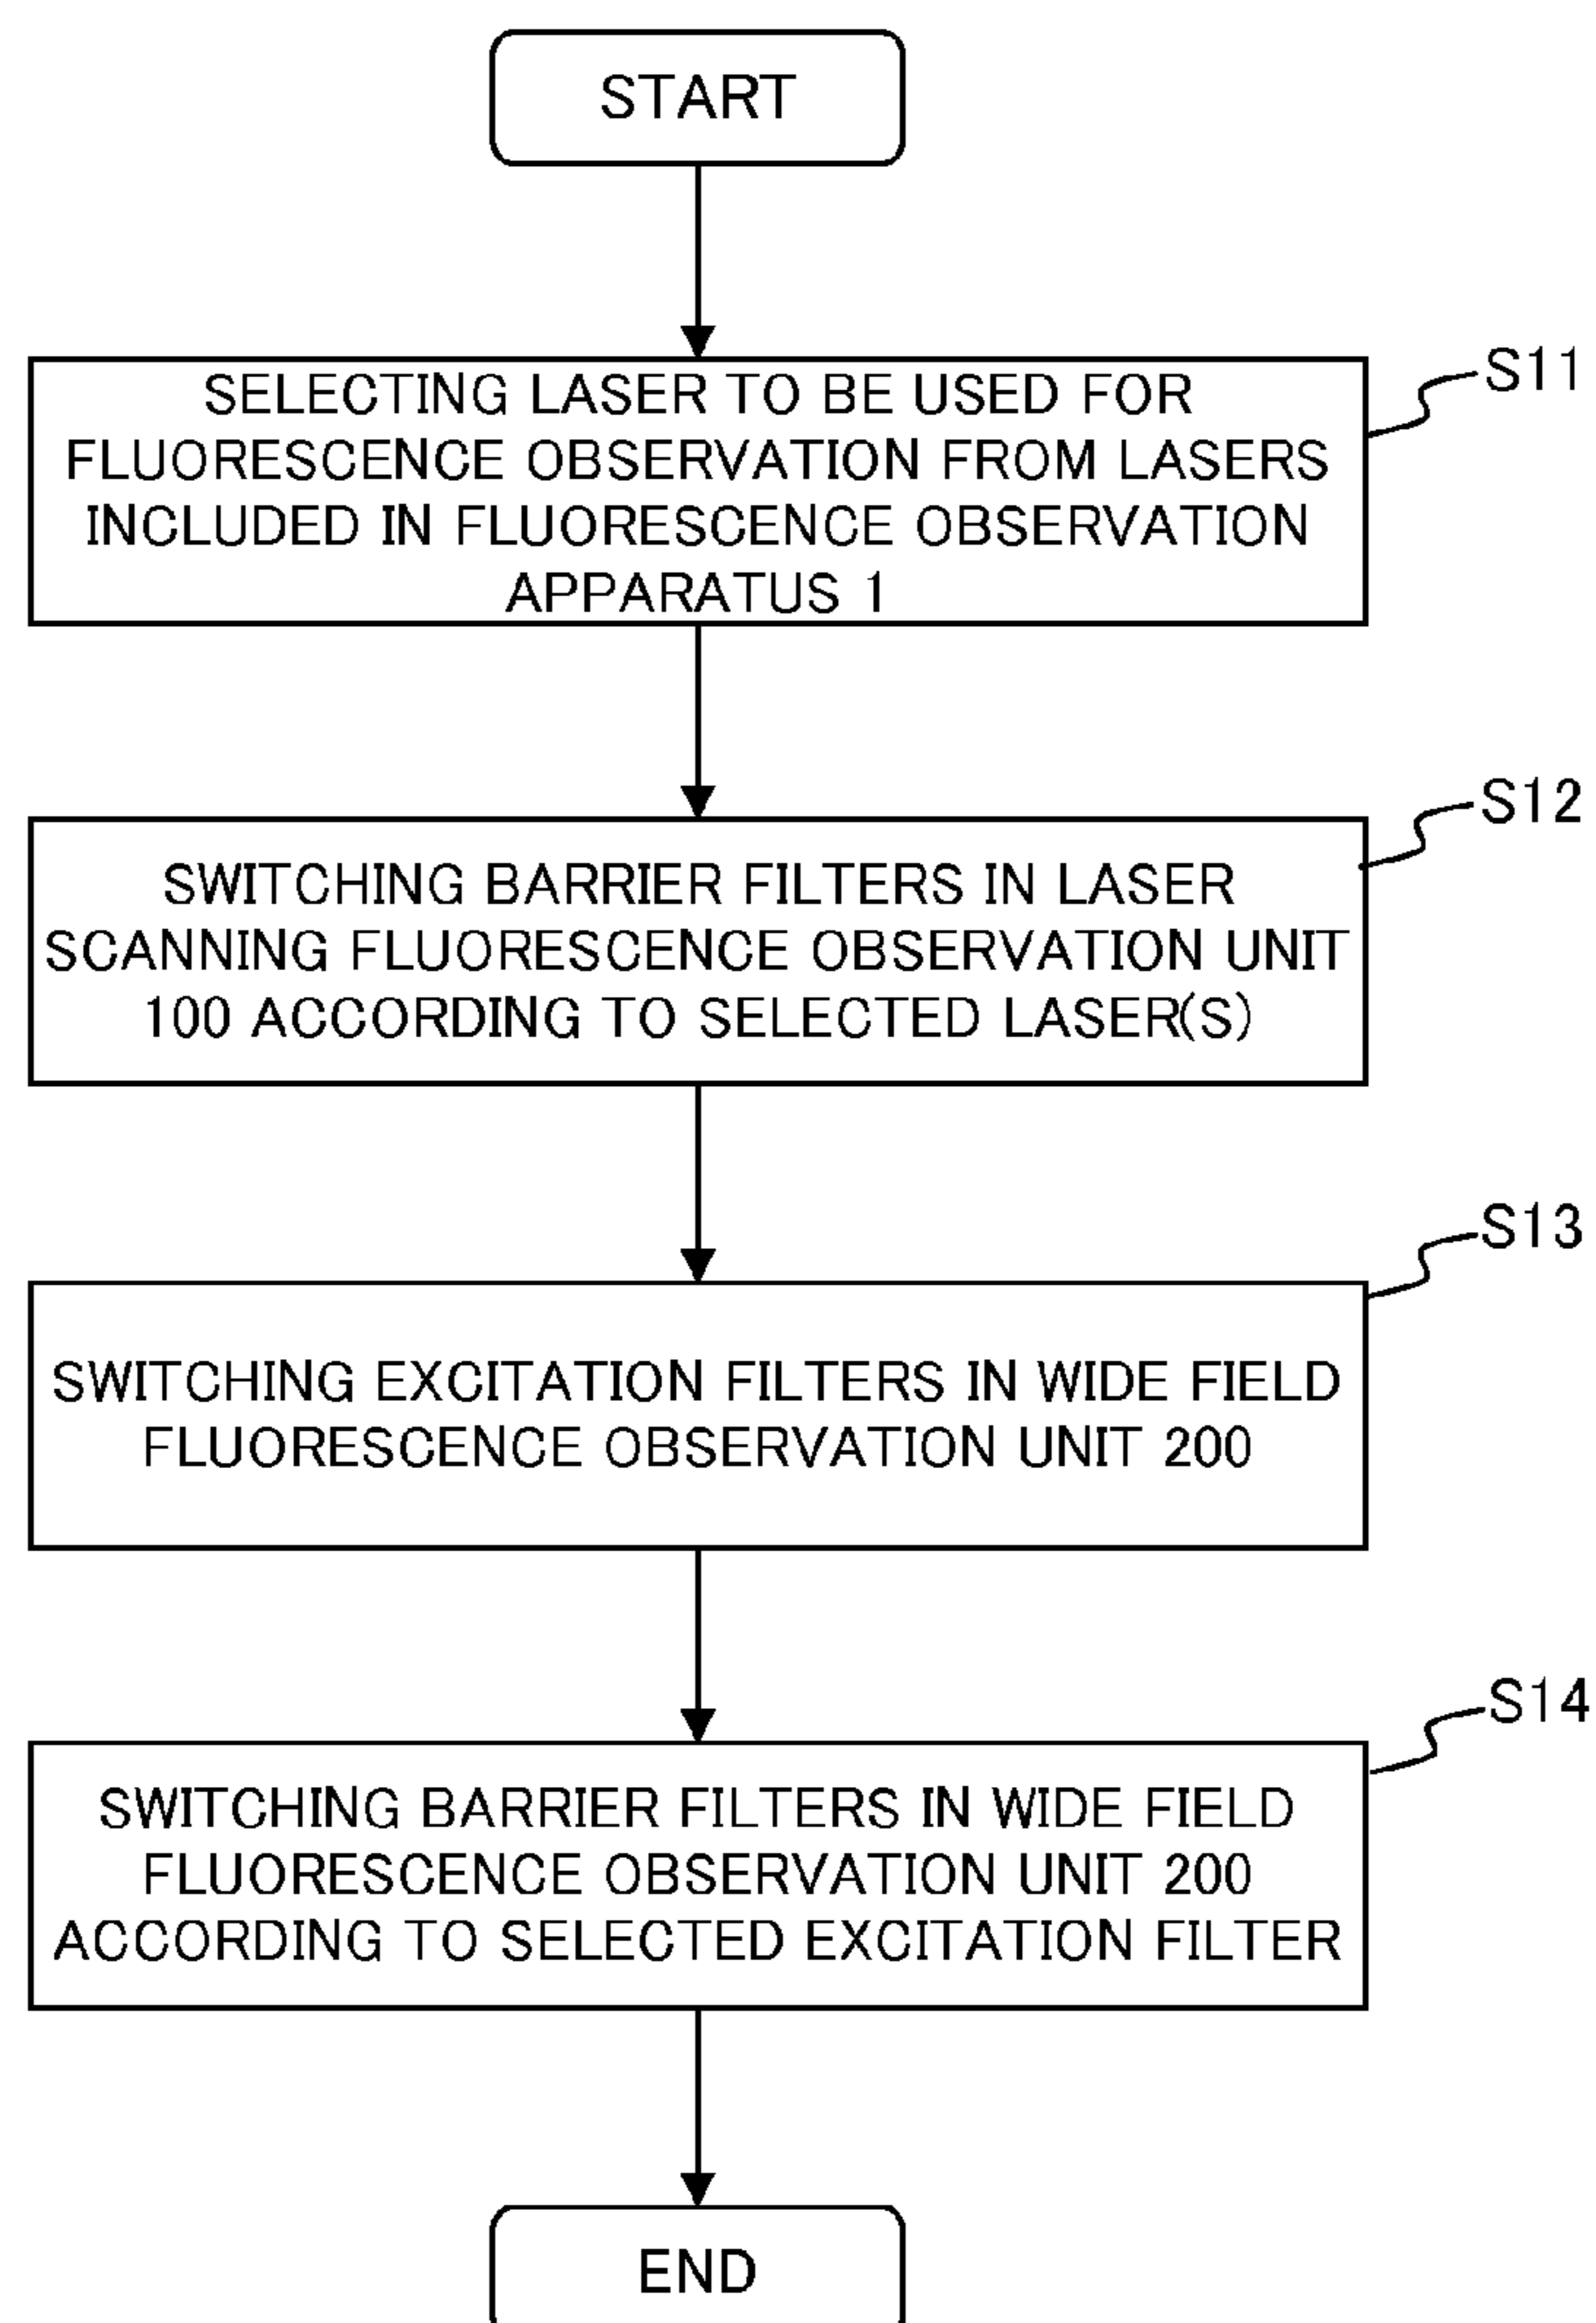 START
SELECTING LASER TO BE USED FOR
FLUORESCENCE OBSERVATION FROM LASERS
INCLUDED IN FLUORESCENCE OBSERVATION
APPARATUS 1
S11
SWITCHING BARRIER FILTERS IN LASER
SCANNING FLUORESCENCE OBSERVATION UNIT
100 ACCORDING TO SELECTED LASER(S)
S12
SWITCHING EXCITATION FILTERS IN WIDE FIELD
FLUORESCENCE OBSERVATION UNIT 200
S13
SWITCHING BARRIER FILTERS IN WIDE FIELD
FLUORESCENCE OBSERVATION UNIT 200
ACCORDING TO SELECTED EXCITATION FILTER
S14
END